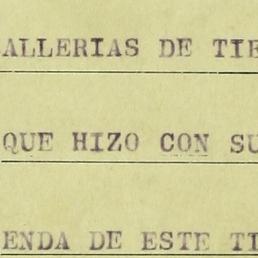 ALLERIAS DE TIE
QUE HIZO CON SU
ENDA DE ESTE TI